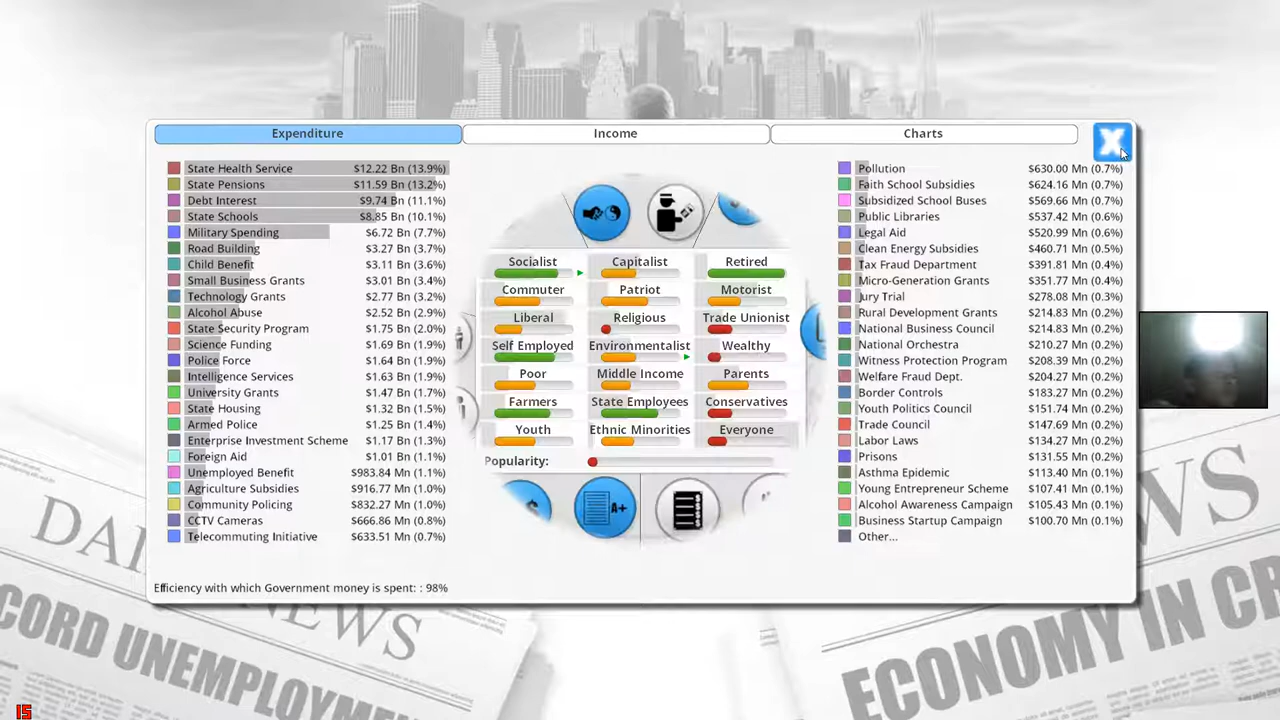 Expenditure
Income
Charts
X
State Health Service $12.22 Bn (13.9%)
State Pensions $11.59 Bn (13.2%)
Debt Interest $9.74 Bn (11.1%)
State Schools $8.85 Bn (10.1%)
Military Spending $6.72 Bn (7.7%)
Road Building $3.27 Bn (3.7%)
Child Benefit $3.11 Bn (3.6%)
Small Business Grants $3.01 Bn (3.4%)
Technology Grants $2.77 Bn (3.2%)
Alcohol Abuse $2.52 Bn (2.9%)
State Security Program $1.75 Bn (2.0%)
Science Funding $1.69 Bn (1.9%)
Police Force $1.64 Bn (1.9%)
Intelligence Services $1.63 Bn (1.9%)
University Grants $1.47 Bn (1.7%)
State Housing $1.32 Bn (1.5%)
Armed Police $1.25 Bn (1.4%)
Enterprise Investment Scheme $1.17 Bn (1.3%)
Foreign Aid $1.01 Bn (1.1%)
Unemployed Benefit $983.84 Mn (1.1%)
Agriculture Subsidies $916.77 Mn (1.0%)
Community Policing $832.27 Mn (1.0%)
CCTV Cameras $666.86 Mn (0.8%)
Telecommuting Initiative $633.51 Mn (0.7%)
Efficiency with which Government money is spent: : 98%
Socialist Capitalist Retired
Commuter Patriot Motorist
Liberal Religious Trade Unionist
Self Employed Environmentalist Wealthy
Poor Middle Income Parents
Farmers State Employees Conservatives
Youth Ethnic Minorities Everyone
Popularity:
A+
Pollution $630.00 Mn (0.7%)
Faith School Subsidies $624.16 Mn (0.7%)
Subsidized School Buses $569.66 Mn (0.7%)
Public Libraries $537.42 Mn (0.6%)
Legal Aid $520.99 Mn (0.6%)
Clean Energy Subsidies $460.71 Mn (0.5%)
Tax Fraud Department $391.81 Mn (0.4%)
Micro-Generation Grants $351.77 Mn (0.4%)
Jury Trial $278.08 Mn (0.3%)
Rural Development Grants $214.83 Mn (0.2%)
National Business Council $214.83 Mn (0.2%)
National Orchestra $210.27 Mn (0.2%)
Witness Protection Program $208.39 Mn (0.2%)
Welfare Fraud Dept. $204.27 Mn (0.2%)
Border Controls $183.27 Mn (0.2%)
Youth Politics Council $151.74 Mn (0.2%)
Trade Council $147.69 Mn (0.2%)
Labor Laws $134.27 Mn (0.2%)
Prisons $131.55 Mn (0.2%)
Asthma Epidemic $113.40 Mn (0.1%)
Young Entrepreneur Scheme $107.41 Mn (0.1%)
Alcohol Awareness Campaign $105.43 Mn (0.1%)
Business Startup Campaign $100.70 Mn (0.1%)
Other...
NEWS
CORD UNEMPLOYM
WS
ECONOMY IN CR
15